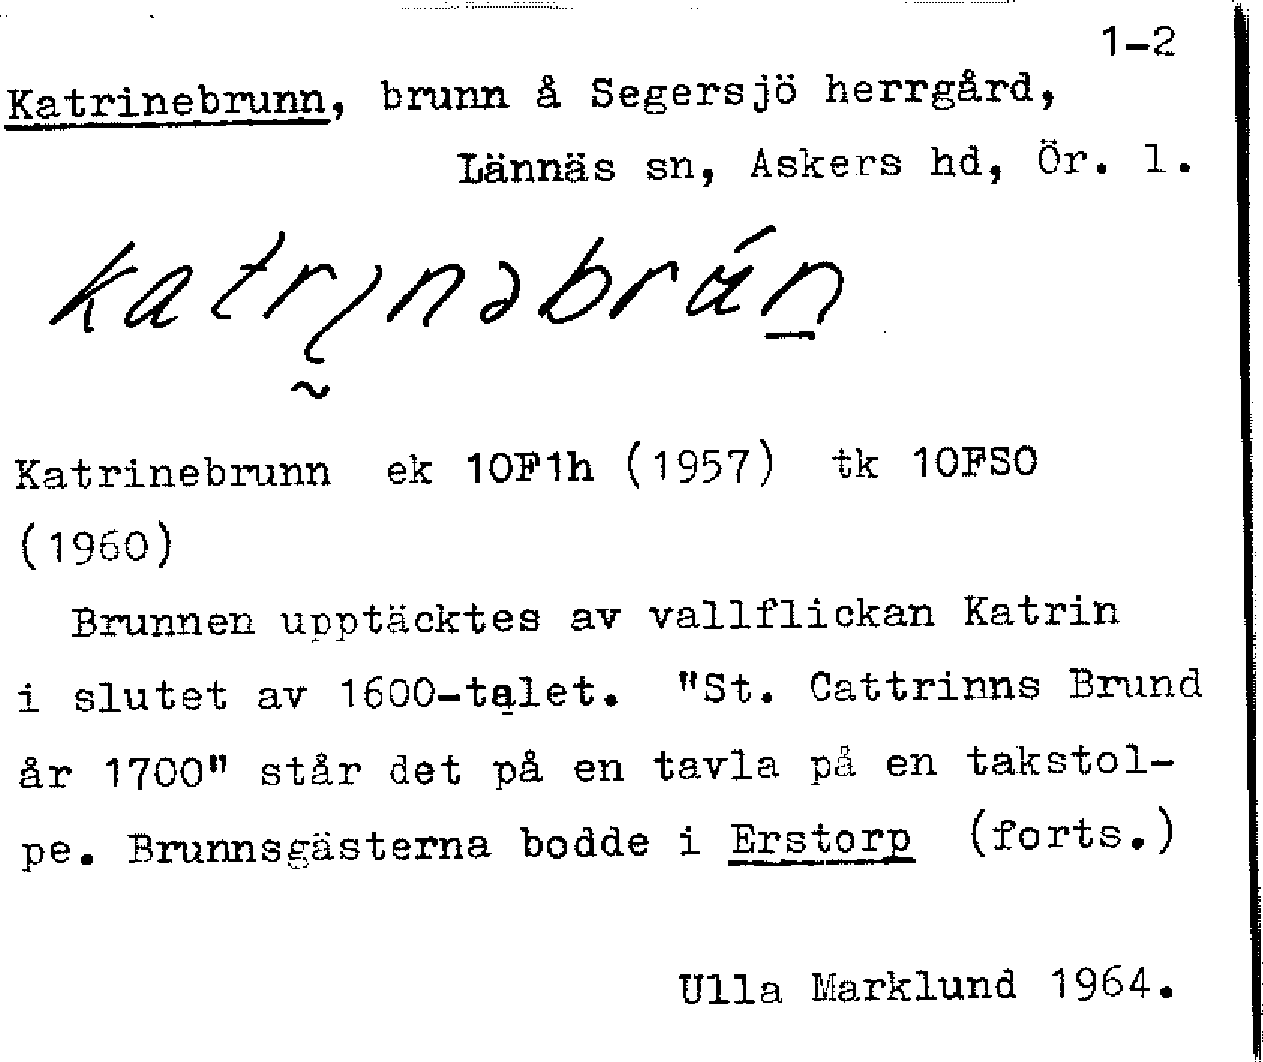 1-2
Katrinebrunn, brunn å Segersjö herrgård,
Lännäs sn, Askers hd, Ör. l.
Katrinebrunn ek 10F1h (1957) tk 10FSO
(1960)
Brunnen upptäcktes av vallflickan Katrin
i slutet av 1600-talet. "St. Cattrinns Brund
år 1700" står det på en tavla på en takstol-
pe. Brunnsgästerna bodde i Erstorp (forts.)
Ulla Marklund 1964.